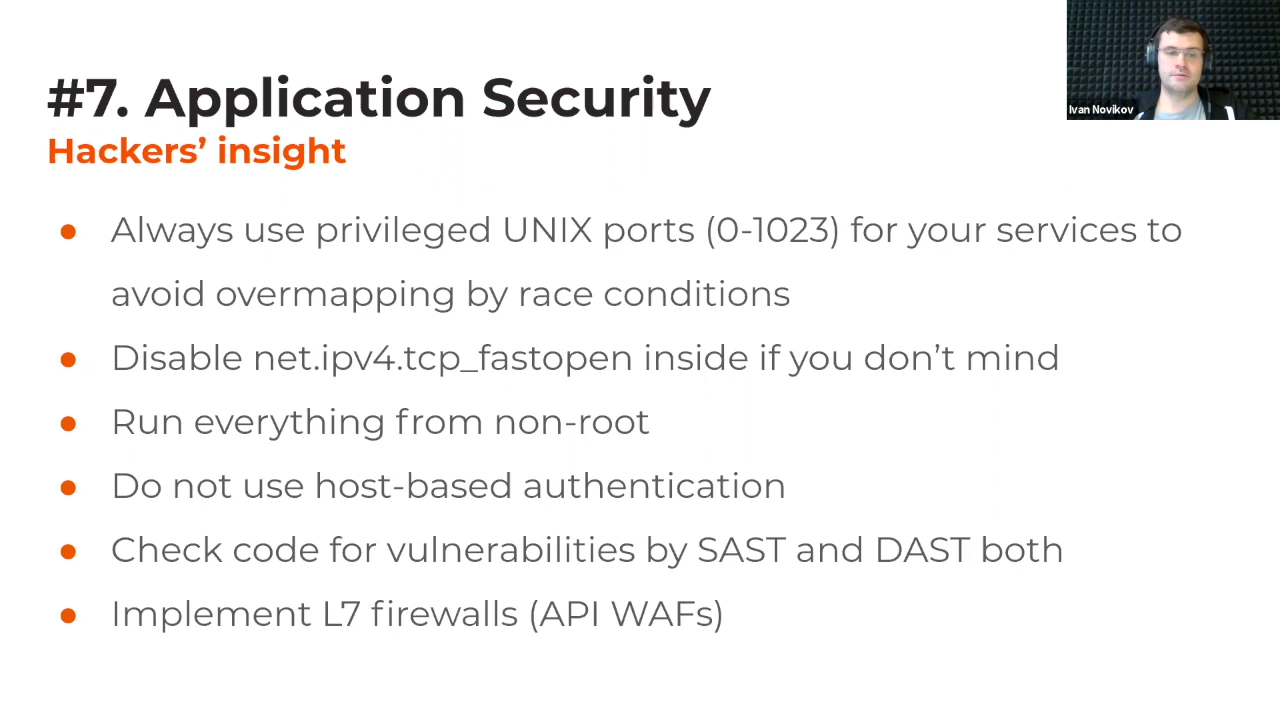 #7. Application Security
Hackers’ insight
Ivan Novikov
● Always use privileged UNIX ports (0-1023) for your services to
avoid overmapping by race conditions
● Disable net.ipv4.tcp_fastopen inside if you don’t mind
● Run everything from non-root
● Do not use host-based authentication
● Check code for vulnerabilities by SAST and DAST both
● Implement L7 firewalls (API WAFs)